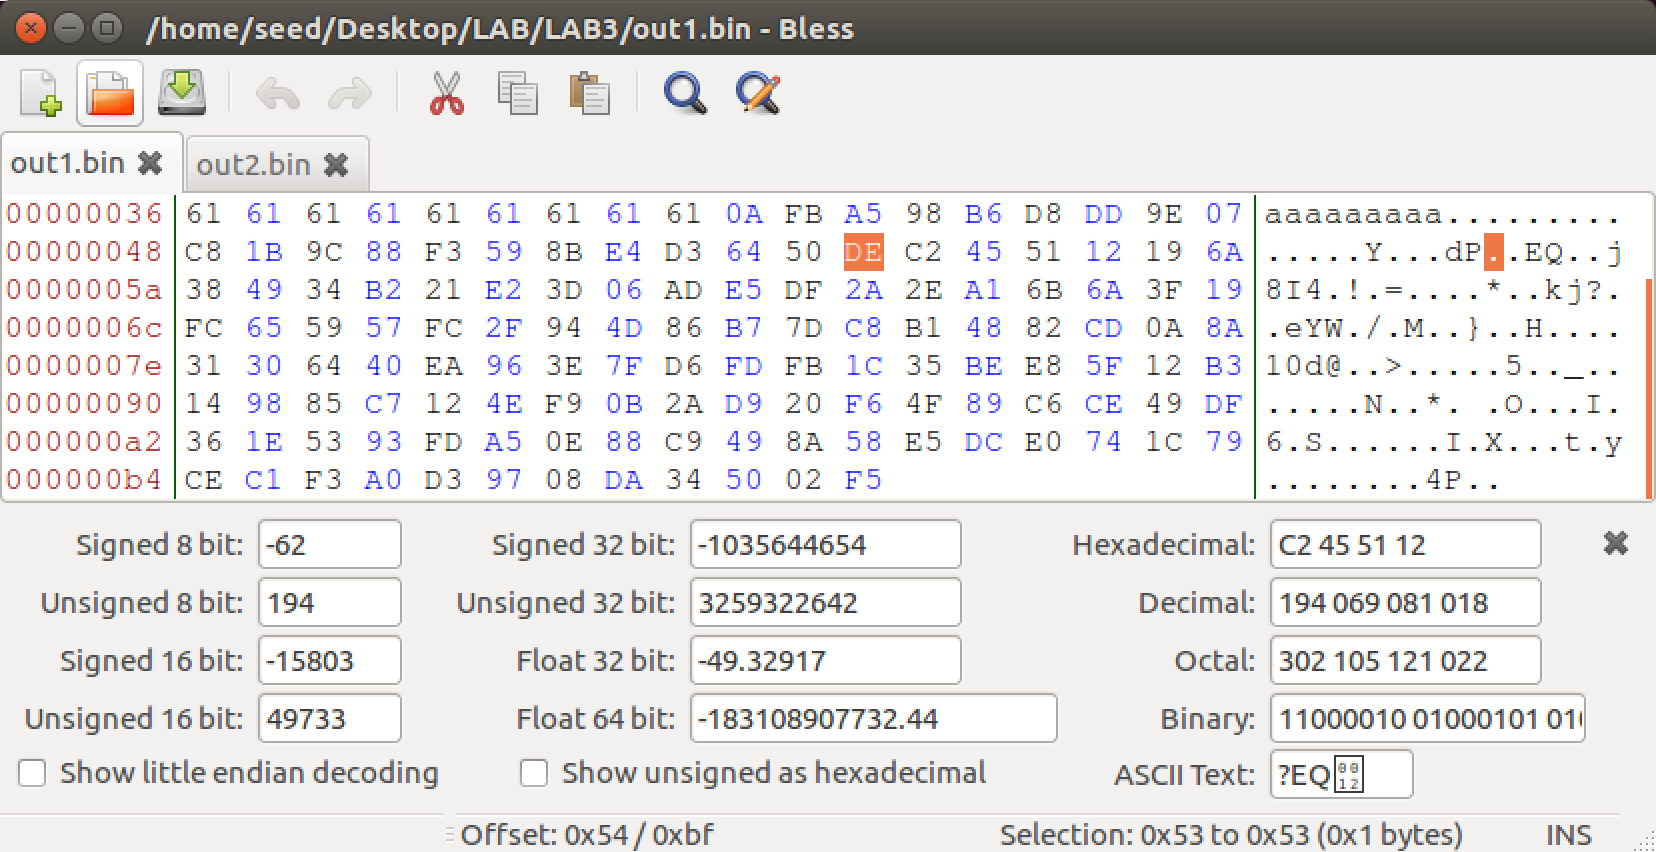 /home/seed/Desktop/LAB/LAB3/out1.bin - Bless
out1.bin out2.bin
00000036 61 61 61 61 61 61 61 61 61 0A FB A5 98 B6 D8 DD 9E 07 aaaaaaaaa.........
00000048 C8 1B 9C 88 F3 59 8B E4 D3 64 50 DE C2 45 51 12 19 6A .....Y...dP..EQ..j
0000005a 38 49 34 B2 21 E2 3D 06 AD E5 DF 2A 2E A1 6B 6A 3F 19 8I4.!.=....*..kj?.
0000006c FC 65 59 57 FC 2F 94 4D 86 B7 7D C8 B1 48 82 CD 0A 8A .eYW./.M..}..H....
0000007e 31 30 64 40 EA 96 3E 7F D6 FD FB 1C 35 BE E8 5F 12 B3 10d@..>.....5.._..
00000090 14 98 85 C7 12 4E F9 0B 2A D9 20 F6 4F 89 C6 CE 49 DF .....N..*. .O...I.
000000a2 36 1E 53 93 FD A5 0E 88 C9 49 8A 58 E5 DC E0 74 1C 79 6.S......I.X...t.y
000000b4 CE C1 F3 A0 D3 97 08 DA 34 50 02 F5 ........4P..
Signed 8 bit: -62 Signed 32 bit: -1035644654 Hexadecimal: C2 45 51 12
Unsigned 8 bit: 194 Unsigned 32 bit: 3259322642 Decimal: 194 069 081 018
Signed 16 bit: -15803 Float 32 bit: -49.32917 Octal: 302 105 121 022
Unsigned 16 bit: 49733 Float 64 bit: -183108907732.44 Binary: 11000010 01000101 01
Show little endian decoding Show unsigned as hexadecimal ASCII Text: ?EQ
Offset: 0x54 / 0xbf Selection: 0x53 to 0x53 (0x1 bytes) INS